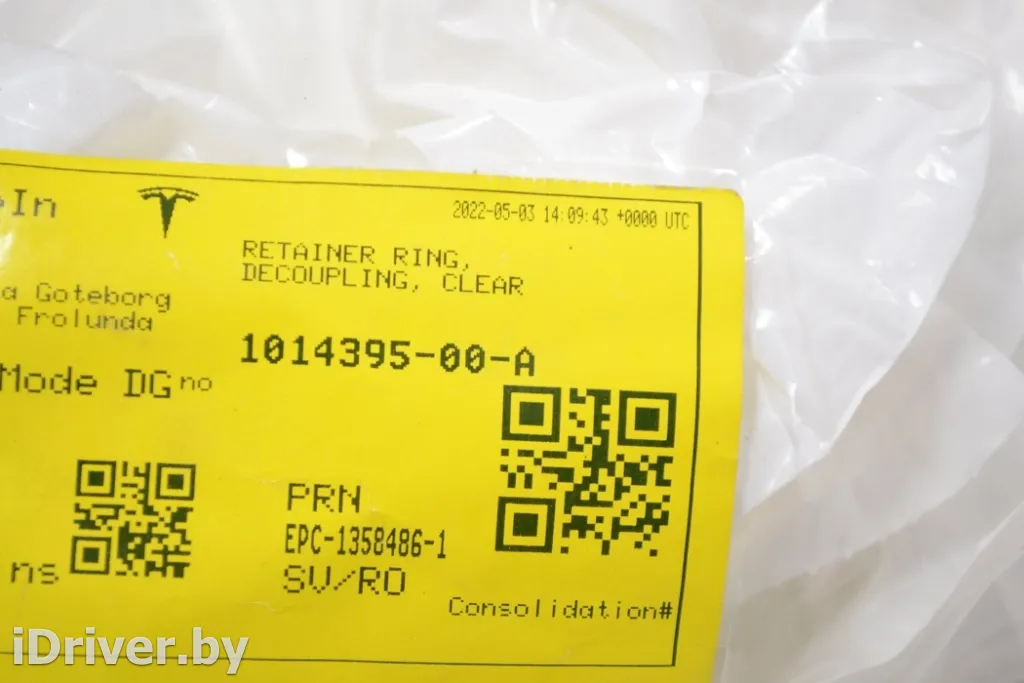 In
2022-05-03 14:09:43 +0000 UTC
RETAINER RING,
DECOUPLING, CLEAR
a Goteborg
Frolunda
1014395-00-A
Mode DG no
PRN
EPC-1358486-1
ns
SV/RO
Consolidation#
iDriver.by